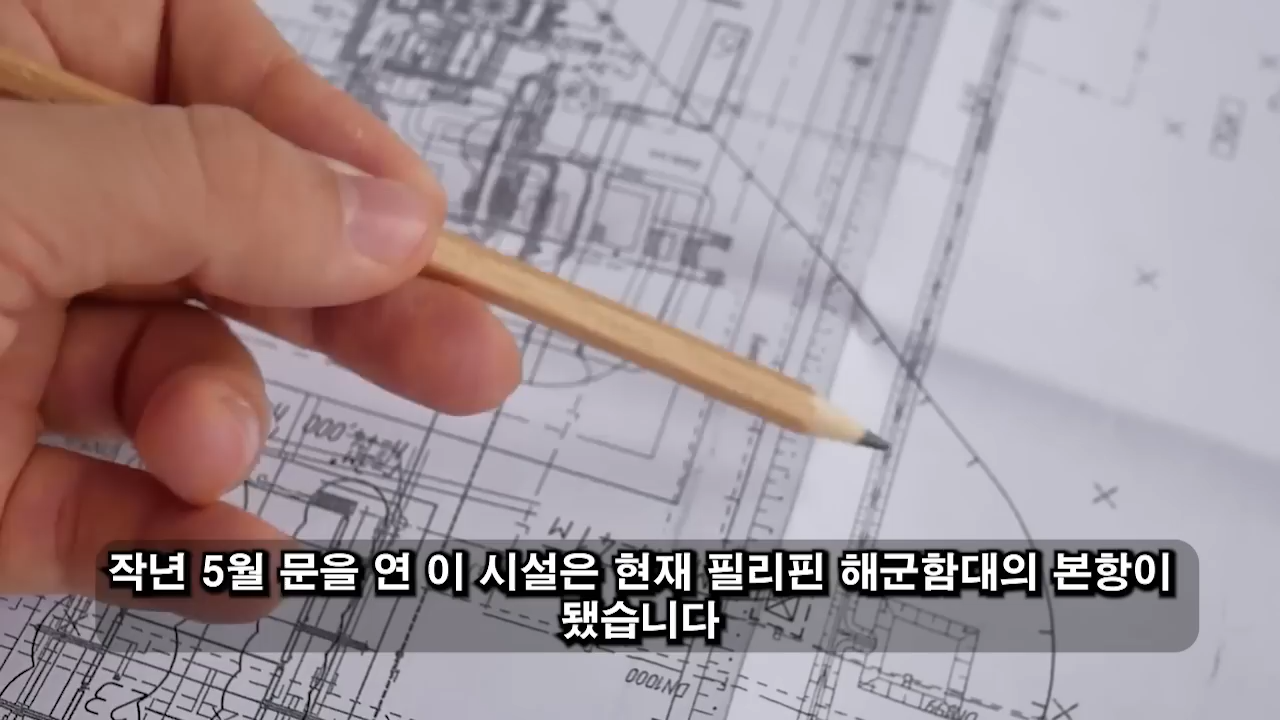 작년 5월 문을 연 이 시설은 현재 필리핀 해군함대의 본항이
됐습니다
DN1000